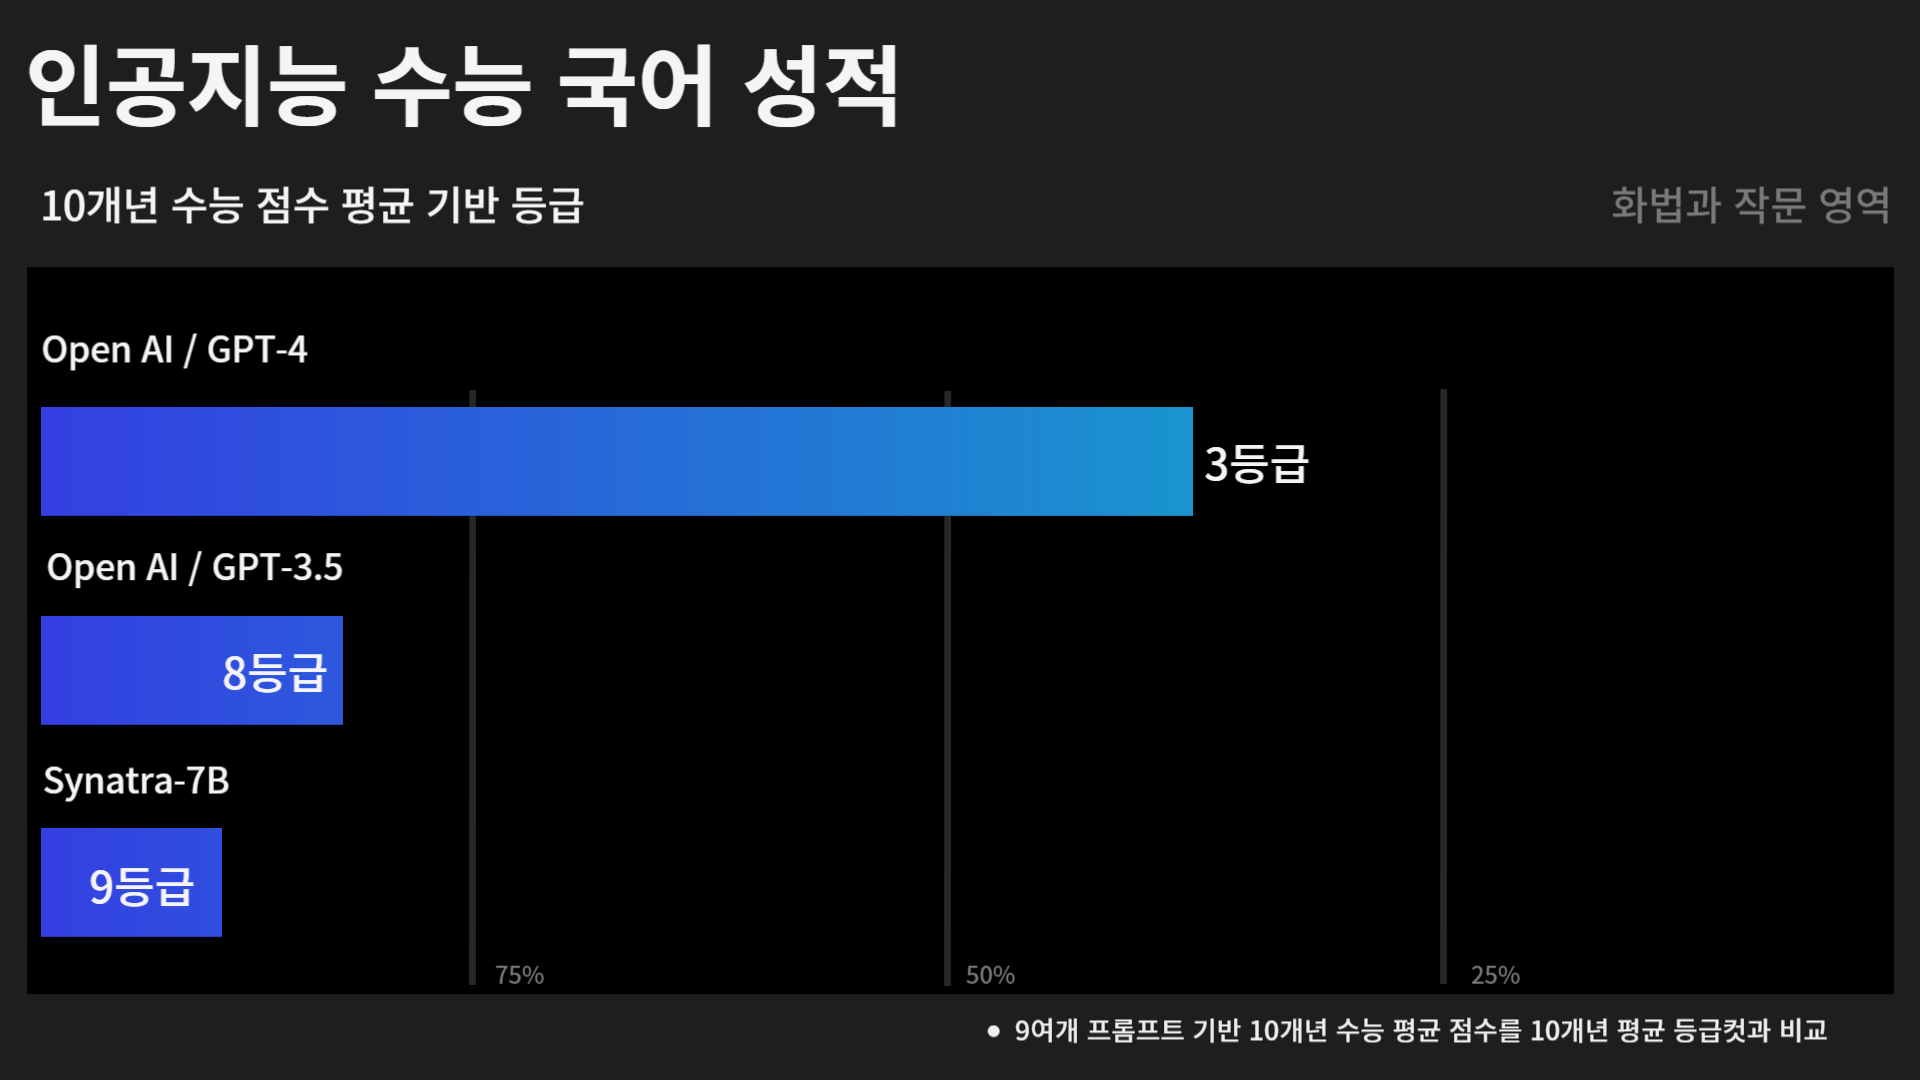 인공지능 수능 국어 성적
10개년 수능 점수 평균 기반 등급
화법과 작문 영역
Open AI / GPT-4
3등급
Open AI / GPT-3.5
8등급
Synatra-7B
9등급
75%
50%
25%
• 9여개 프롬프트 기반 10개년 수능 평균 점수를 10개년 평균 등급컷과 비교